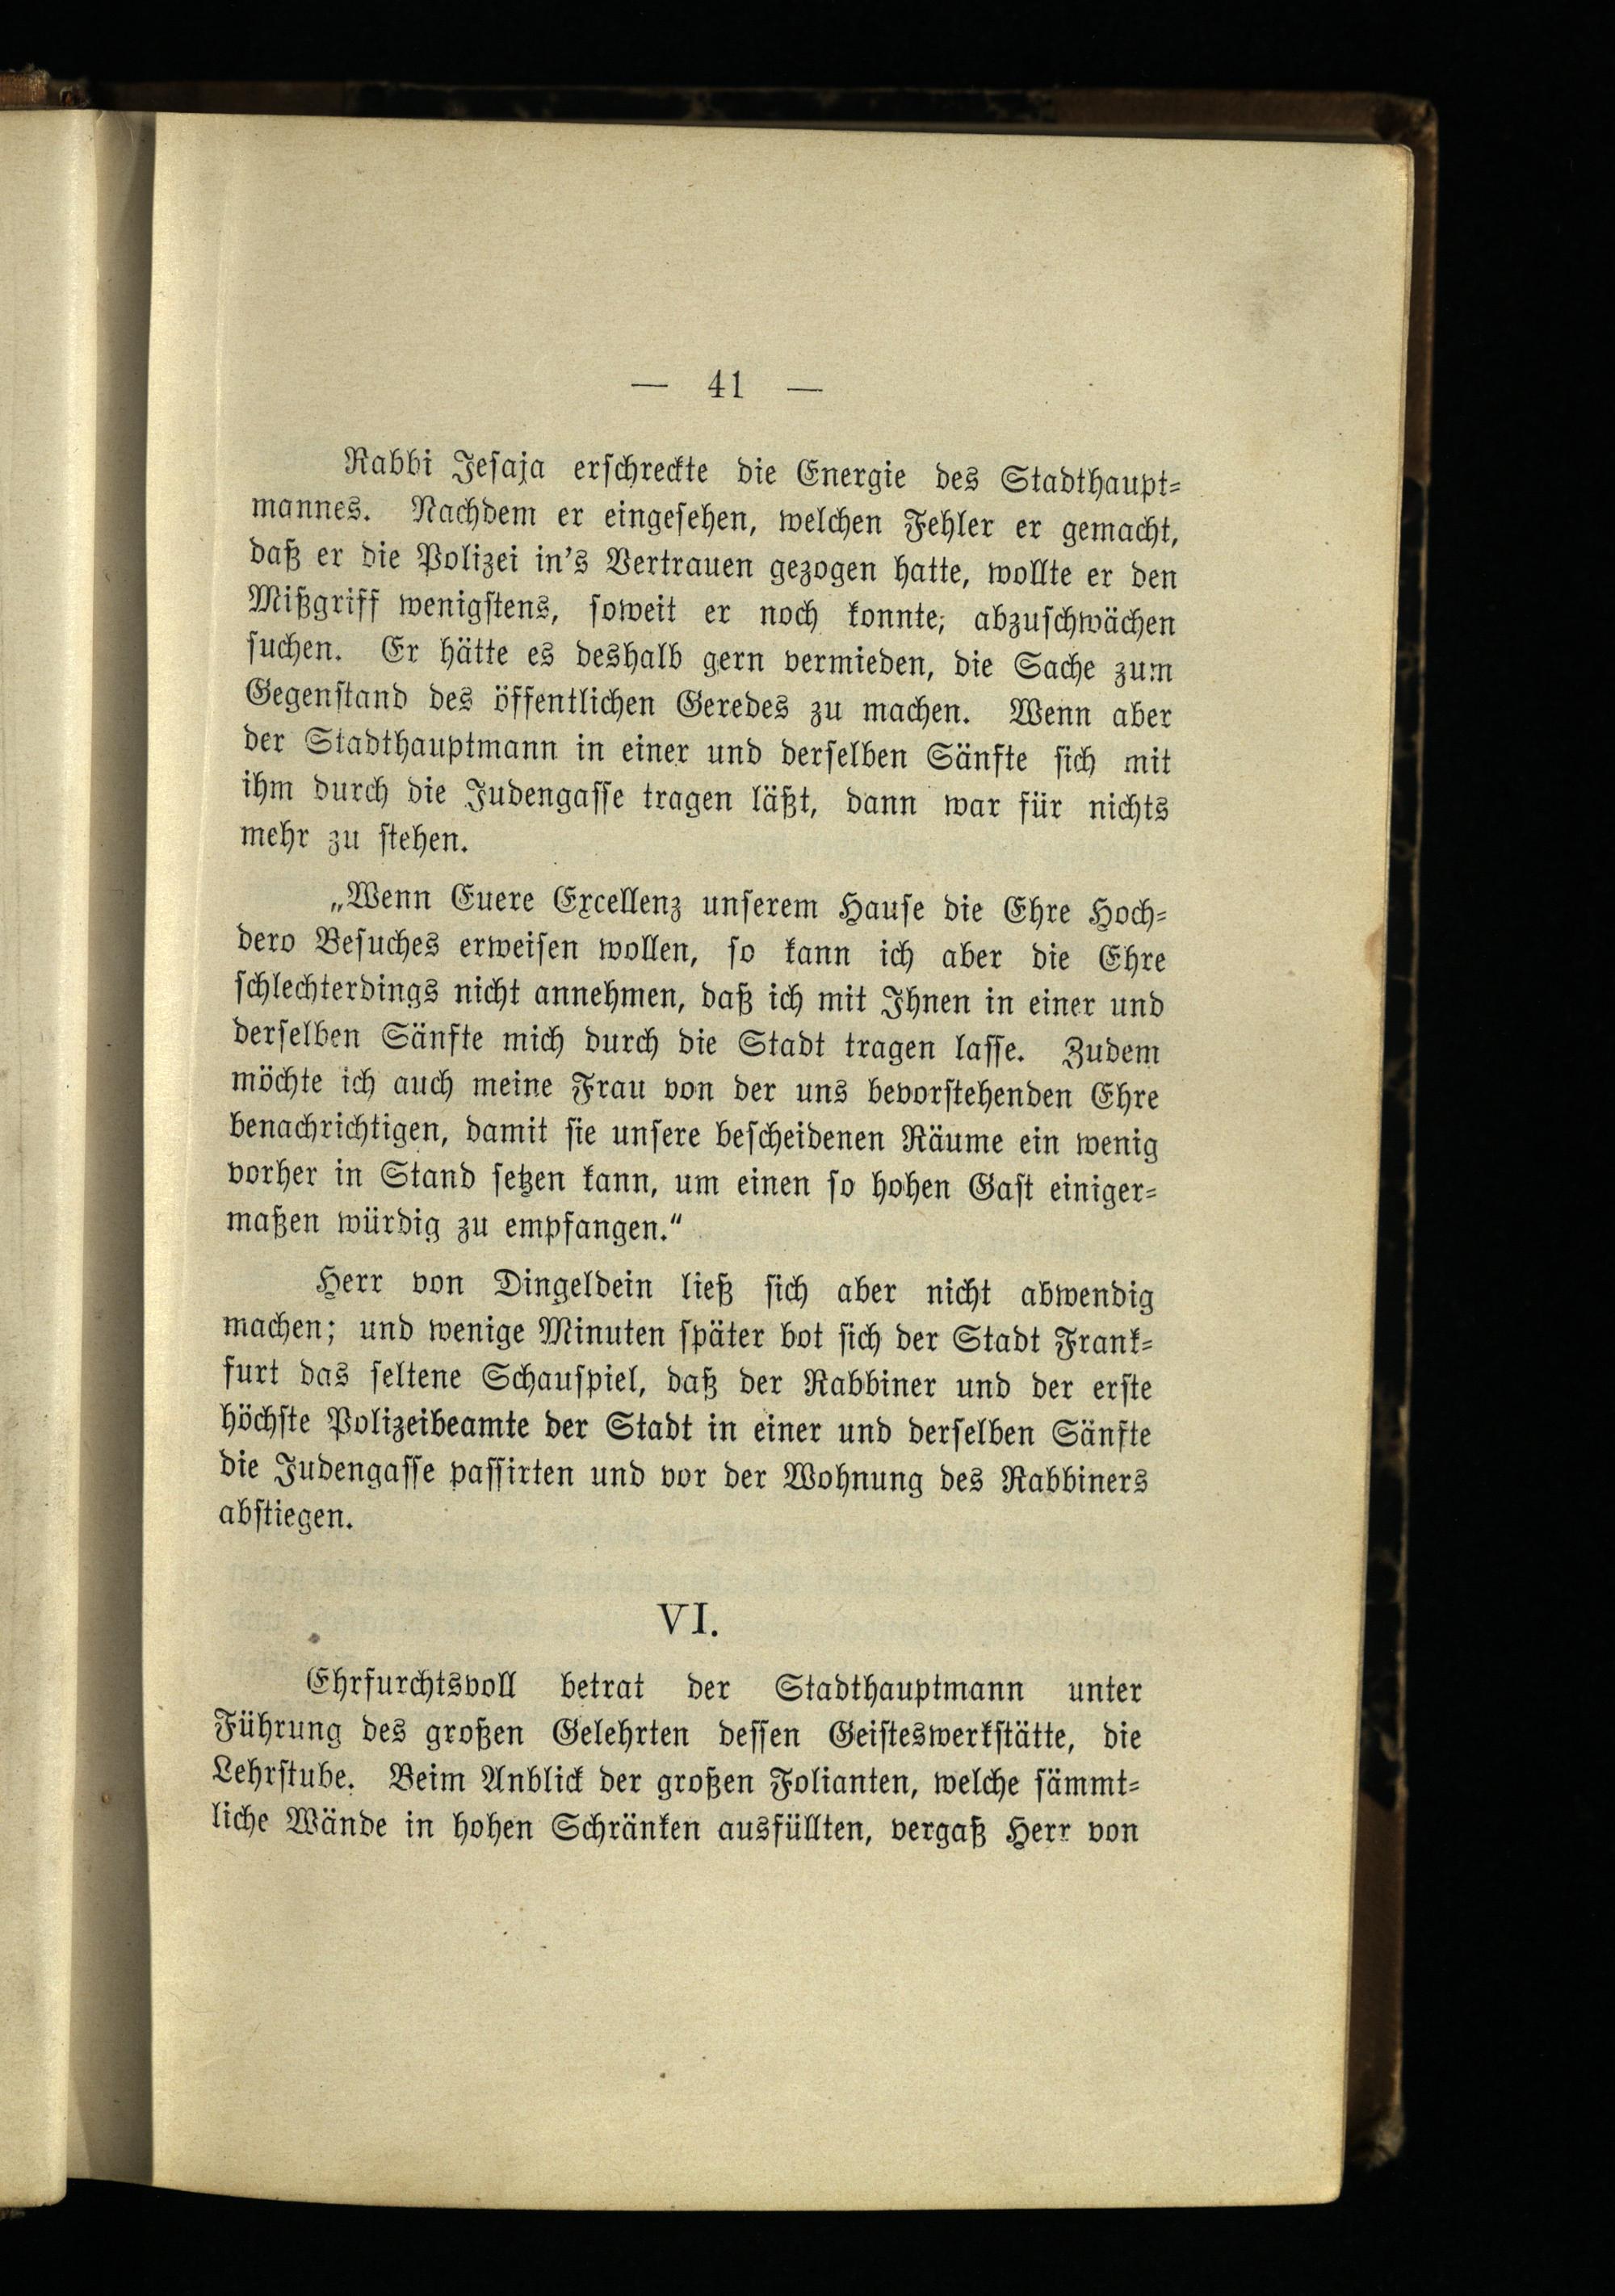 — 41 —
Rabbi Jesaja erschreckte die Energie des Stadthaupt-
mannes. Nachdem er eingesehen, welchen Fehler er gemacht,
daß er die Polizei in's Vertrauen gezogen hatte, wollte er den
Mißgriff wenigstens, soweit er noch konnte, abzuschwächen
suchen. Er hätte es deshalb gern vermieden, die Sache zum
Gegenstand des öffentlichen Geredes zu machen. Wenn aber
der Stadthauptmann in einer und derselben Sänfte sich mit
ihm durch die Judengasse tragen läßt, dann war für nichts
mehr zu stehen.
„Wenn Euere Excellenz unserem Hause die Ehre Hoch-
dero Besuches erweisen wollen, so kann ich aber die Ehre
schlechterdings nicht annehmen, daß ich mit Ihnen in einer und
derselben Sänfte mich durch die Stadt tragen lasse. Zudem
möchte ich auch meine Frau von der uns bevorstehenden Ehre
benachrichtigen, damit sie unsere bescheidenen Räume ein wenig
vorher in Stand setzen kann, um einen so hohen Gast einiger-
maßen würdig zu empfangen.“
Herr von Dingeldein ließ sich aber nicht abwendig
machen; und wenige Minuten später bot sich der Stadt Frank-
furt das seltene Schauspiel, daß der Rabbiner und der erste
höchste Polizeibeamte der Stadt in einer und derselben Sänfte
die Judengasse passirten und vor der Wohnung des Rabbiners
abstiegen.
VI.
Ehrfurchtsvoll betrat der Stadthauptmann unter
Führung des großen Gelehrten dessen Geisteswerkstätte, die
Lehrstube. Beim Anblick der großen Folianten, welche sämmt-
liche Wände in hohen Schränken ausfüllten, vergaß Herr von